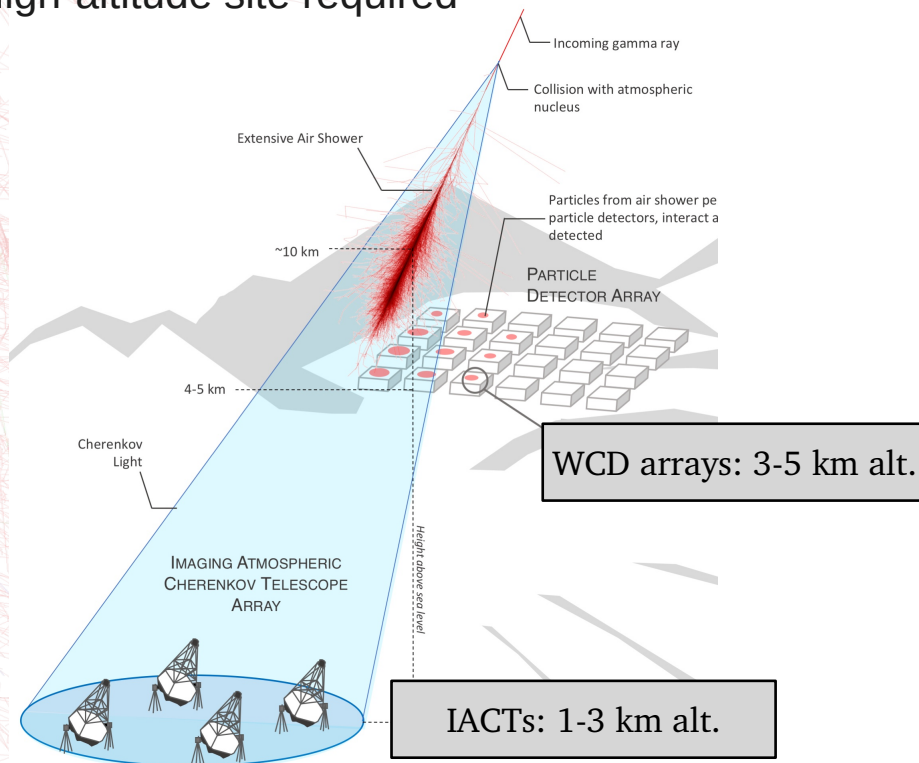 high altitude site required
Incoming gamma ray
Collision with atmospheric
nucleus
Extensive Air Shower
Particles from air shower pe
particle detectors, interact a
detected
~10 km
PARTICLE
DETECTOR ARRAY
4-5 km
WCD arrays: 3-5 km alt.
Cherenkov
Light
Height above sea level
IMAGING ATMOSPHERIC
CHERENKOV TELESCOPE
ARRAY
IACTs: 1-3 km alt.